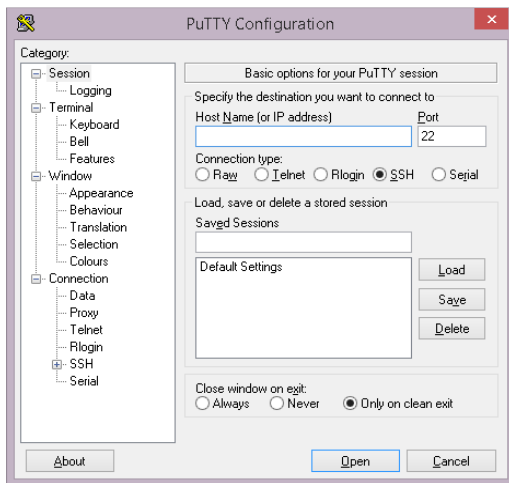 PuTTY Configuration
Category:
Session
Logging
Terminal
Keyboard
Bell
Features
Window
Appearance
Behaviour
Translation
Selection
Colours
Connection
Data
Proxy
Telnet
Rlogin
SSH
Serial
Basic options for your PuTTY session
Specify the destination you want to connect to
Host Name (or IP address) Port
22
Connection type:
Raw Telnet Rlogin SSH Serial
Load, save or delete a stored session
Saved Sessions
Default Settings
Load
Save
Delete
Close window on exit:
Always Never Only on clean exit
About Open Cancel